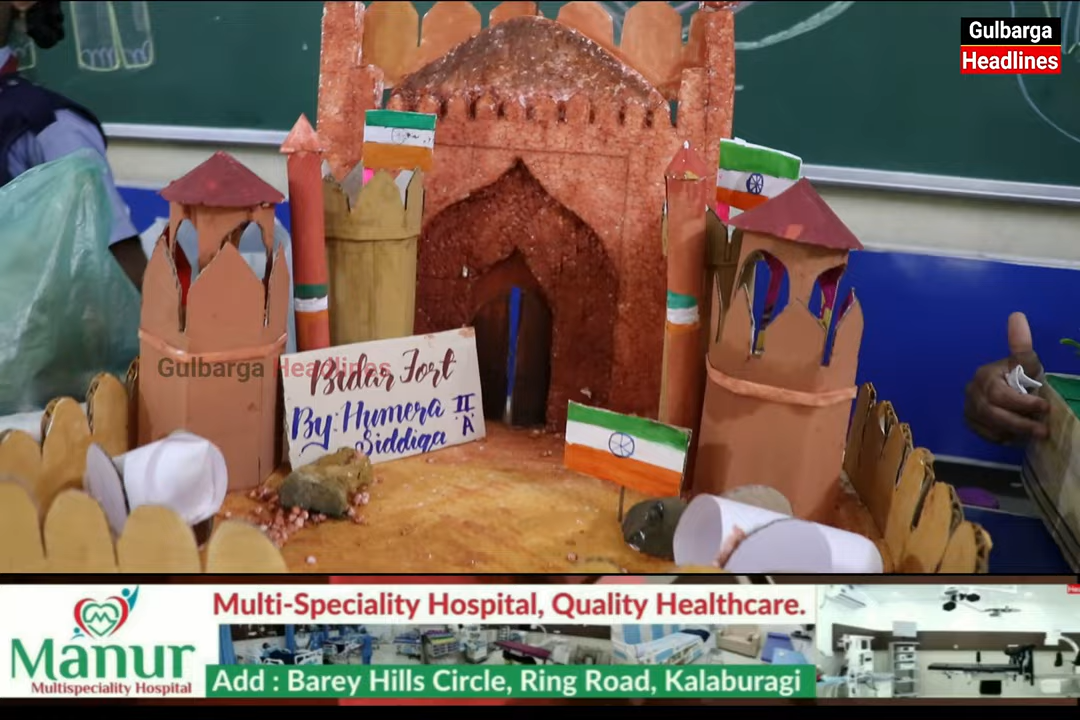 Gulbarga
Headlines
Gulbarga Headlines
Bidar Fort
By: Humera II
A
Siddiqa
Multi-Speciality Hospital, Quality Healthcare.
Manur
Multispeciality Hospital
Add : Barey Hills Circle, Ring Road, Kalaburagi